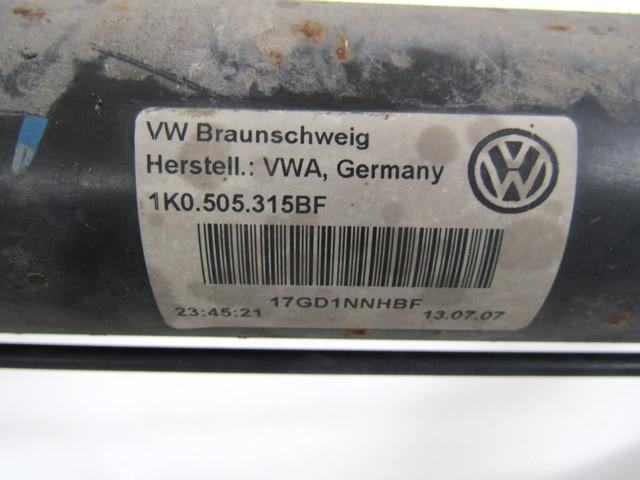 VW Braunschweig
Herstell.: VWA, Germany
1K0.505.315BF
17GD1NNHBF
23:45:21 13.07.07